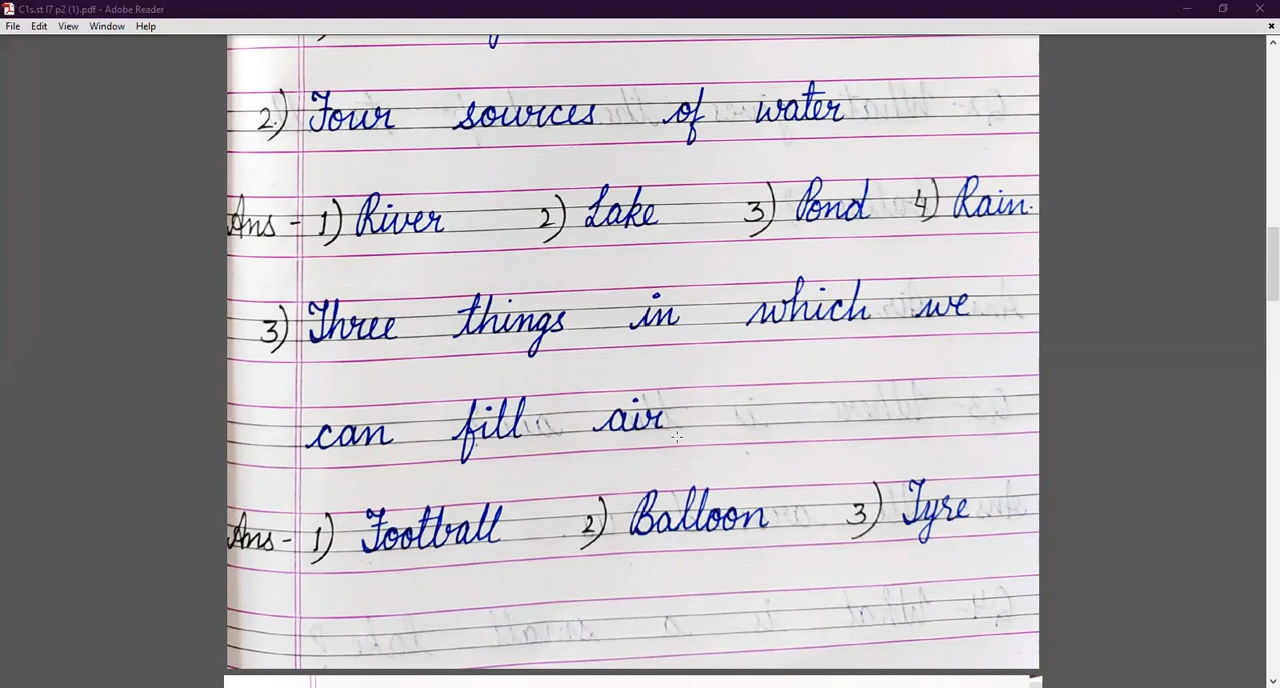 C1s.st l7 p2 (1).pdf - Adobe Reader
File Edit View Window Help
2.) Four sources of water
Ans - 1) River 2) Lake 3) Pond 4) Rain.
3) Three things in which we
can fill air
Ans - 1) Football 2) Balloon 3) Tyre